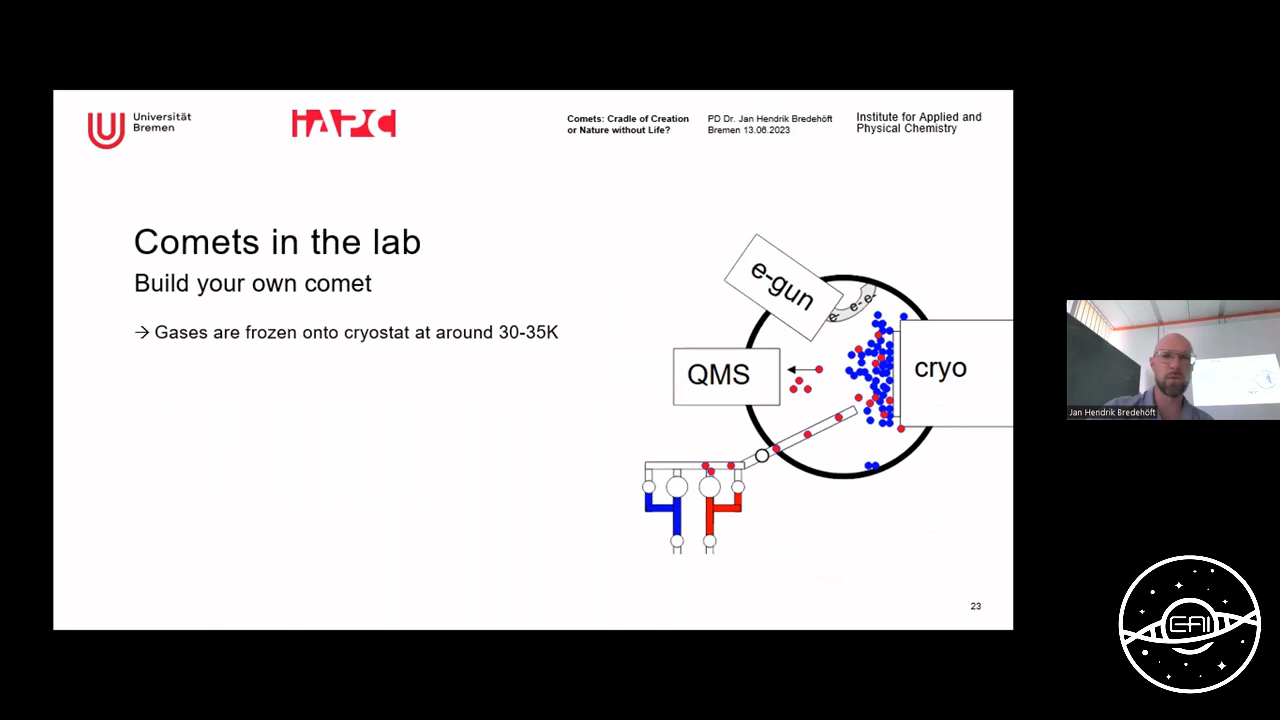 Universität
Bremen
iAPC
Comets: Cradle of Creation
or Nature without Life?
PD Dr. Jan Hendrik Bredehöft
Bremen 13.06.2023
Institute for Applied and
Physical Chemistry
Comets in the lab
Build your own comet
→ Gases are frozen onto cryostat at around 30-35K
e-gun
e- e- e-
QMS
cryo
23
Jan Hendrik Bredehöft
EAI